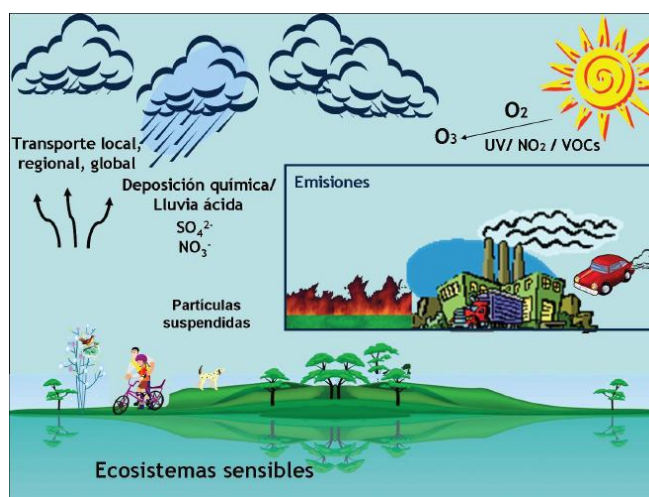 Transporte local,
regional, global
Deposición química/
Lluvia ácida
SO₄²⁻
NO₃⁻
Partículas
suspendidas
O₂
O₃
UV/ NO₂ / VOCs
Emisiones
Ecosistemas sensibles